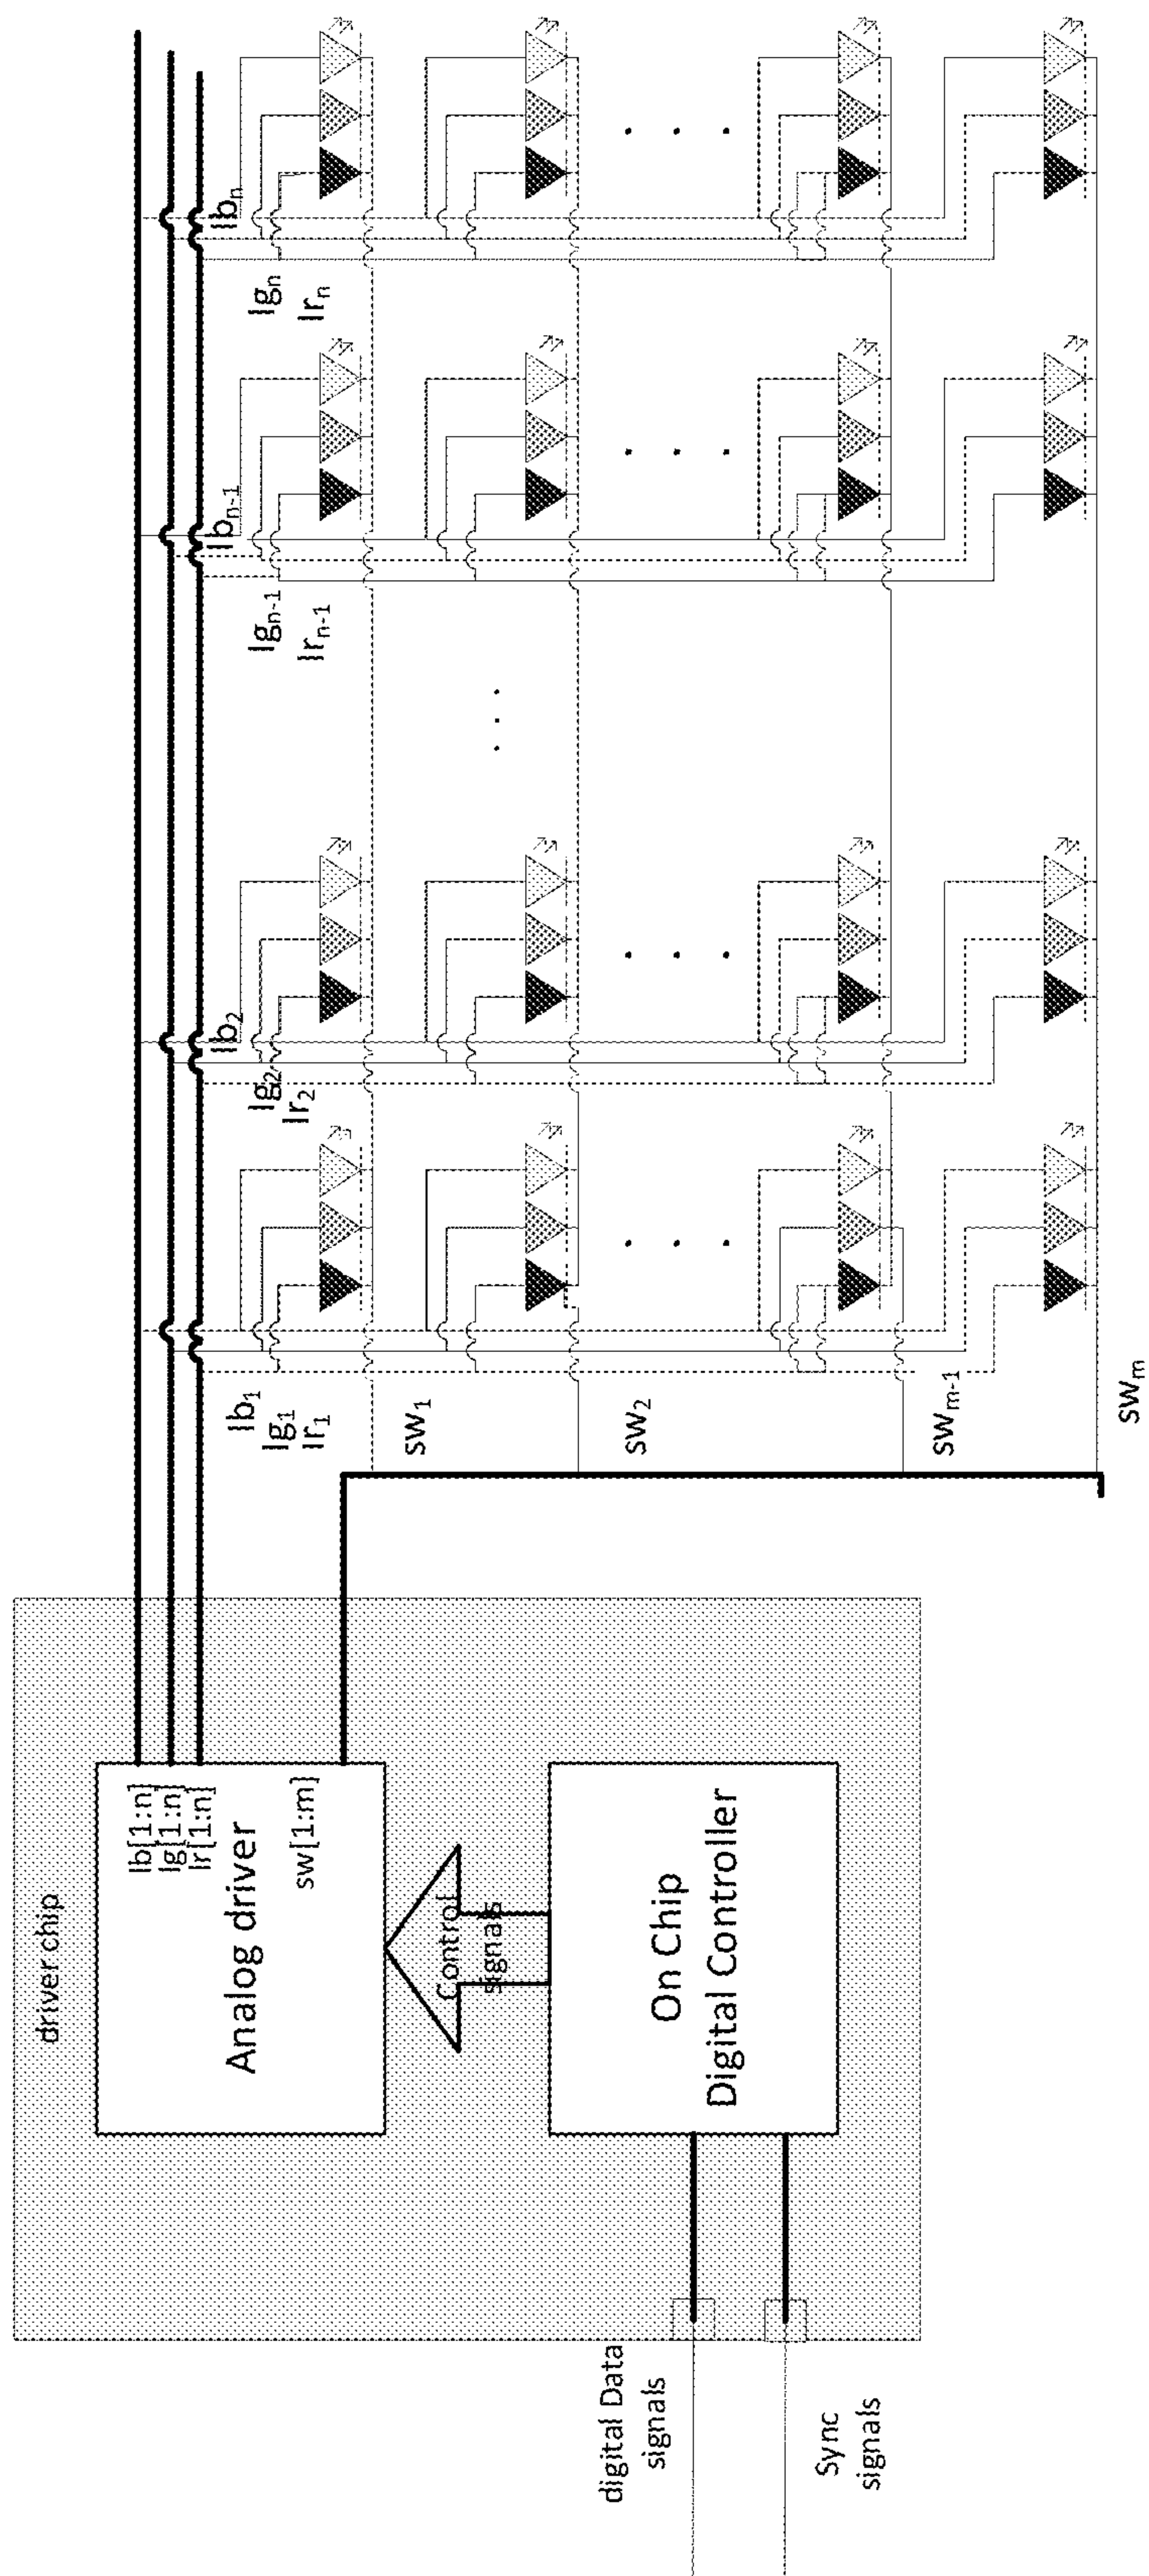 driver chip
Ib[1:n]
Ig[1:n]
Ir[1:n]
sw[1:m]
Analog driver
Control
signals
On Chip
Digital Controller
digital Data
signals
Sync
signals
Ib₁
Ig₁
Ir₁
Ib₂
Ig₂
Ir₂
Ibₙ₋₁
Igₙ₋₁
Irₙ₋₁
Ibₙ
Igₙ
Irₙ
. . .
. . .
. . .
. . .
. . .
sw₁
sw₂
swₘ₋₁
swₘ